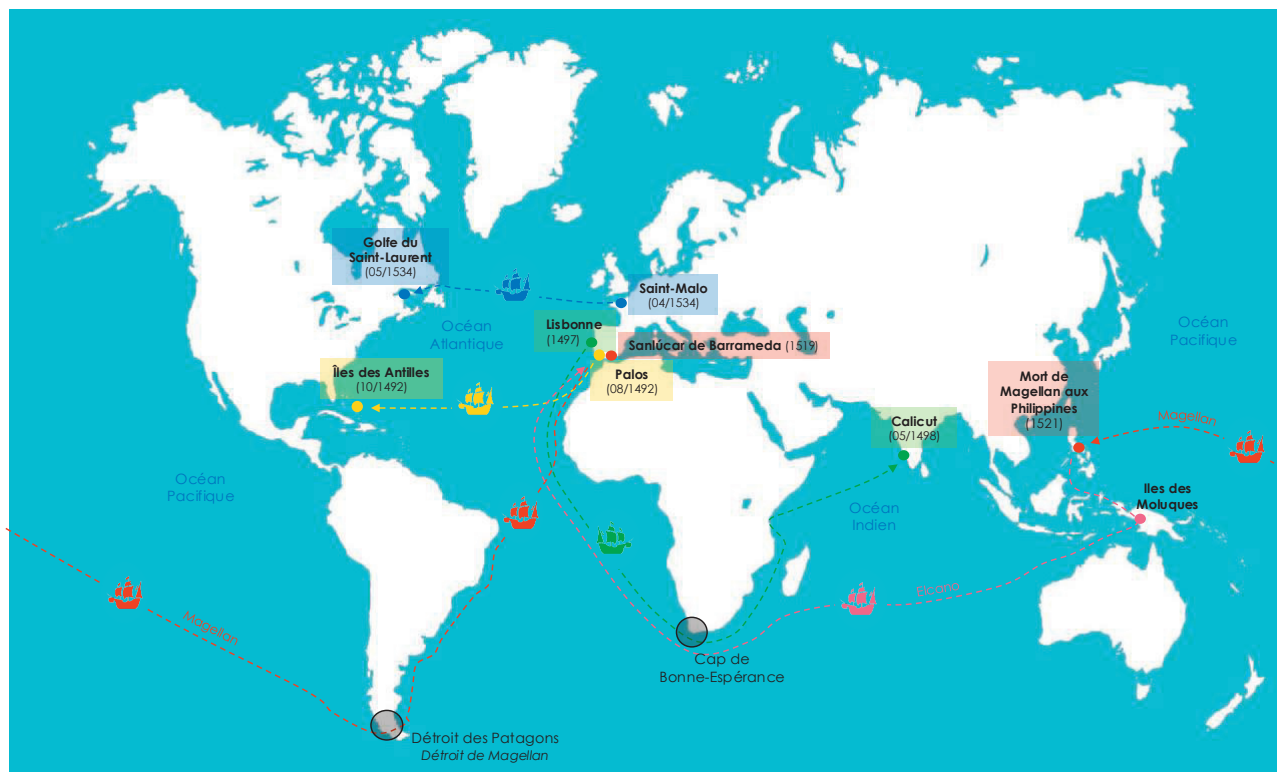 Golfe du
Saint-Laurent
(05/1534)
Saint-Malo
(04/1534)
Océan
Atlantique
Lisbonne
(1497)
Sanlúcar de Barrameda (1519)
Océan
Pacifique
Îles des Antilles
(10/1492)
Palos
(08/1492)
Mort de
Magellan aux
Philippines
(1521)
Magellan
Calicut
(05/1498)
Océan
Pacifique
Océan
Indien
Iles des
Moluques
Elcano
Magellan
Cap de
Bonne-Espérance
Détroit des Patagons
Détroit de Magellan